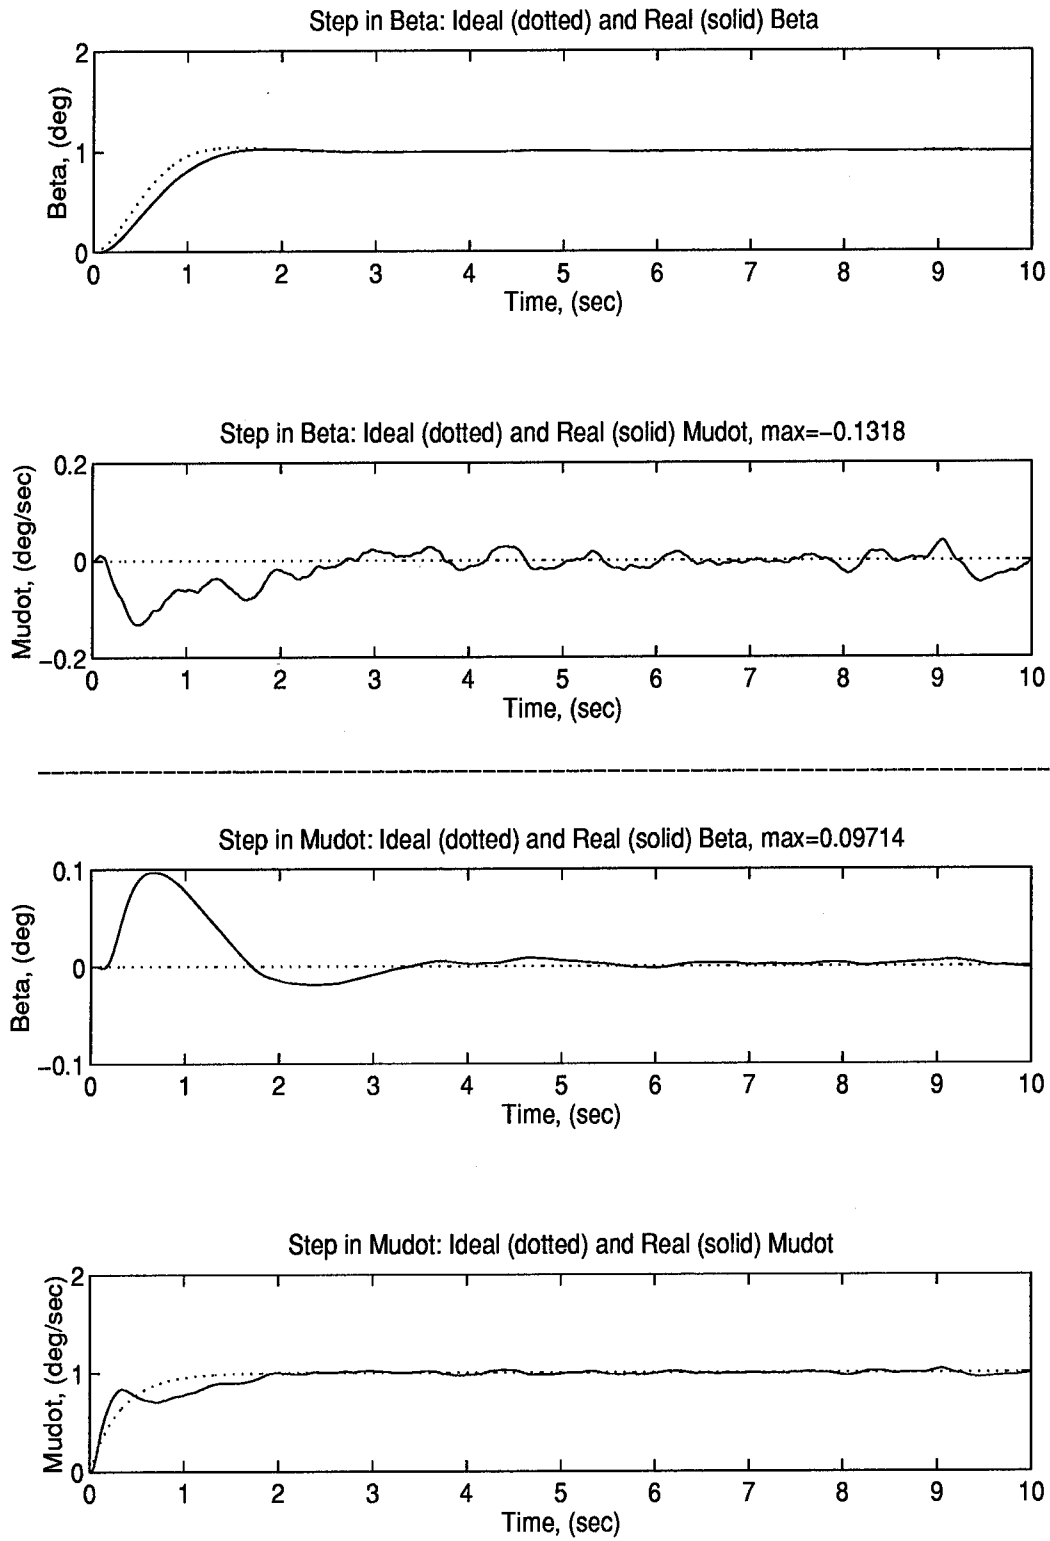 Step in Beta: Ideal (dotted) and Real (solid) Beta
2
1
0
Beta, (deg)
0 1 2 3 4 5 6 7 8 9 10
Time, (sec)
Step in Beta: Ideal (dotted) and Real (solid) Mudot, max=−0.1318
0.2
0
−0.2
Mudot, (deg/sec)
0 1 2 3 4 5 6 7 8 9 10
Time, (sec)
Step in Mudot: Ideal (dotted) and Real (solid) Beta, max=0.09714
0.1
0
−0.1
Beta, (deg)
0 1 2 3 4 5 6 7 8 9 10
Time, (sec)
Step in Mudot: Ideal (dotted) and Real (solid) Mudot
2
1
0
Mudot, (deg/sec)
0 1 2 3 4 5 6 7 8 9 10
Time, (sec)